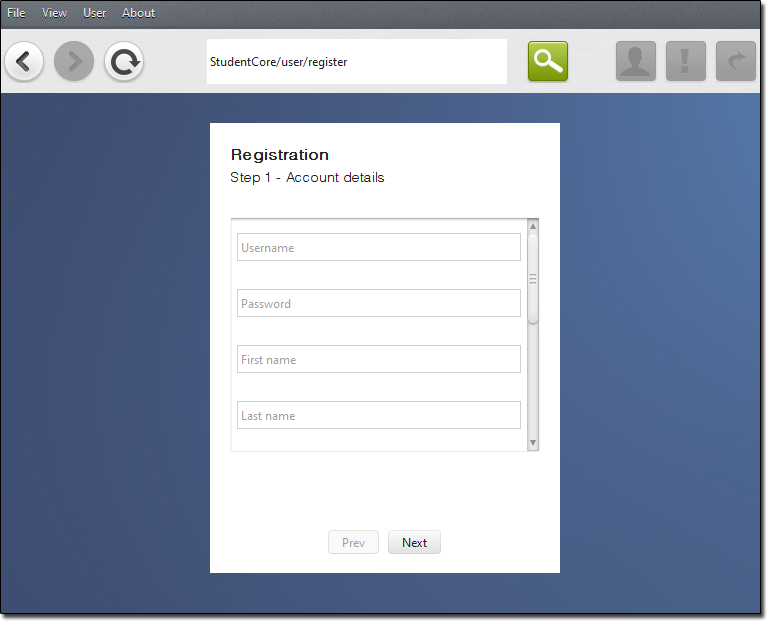 File View User About
StudentCore/user/register
Registration
Step 1 - Account details
Username
Password
First name
Last name
Prev Next